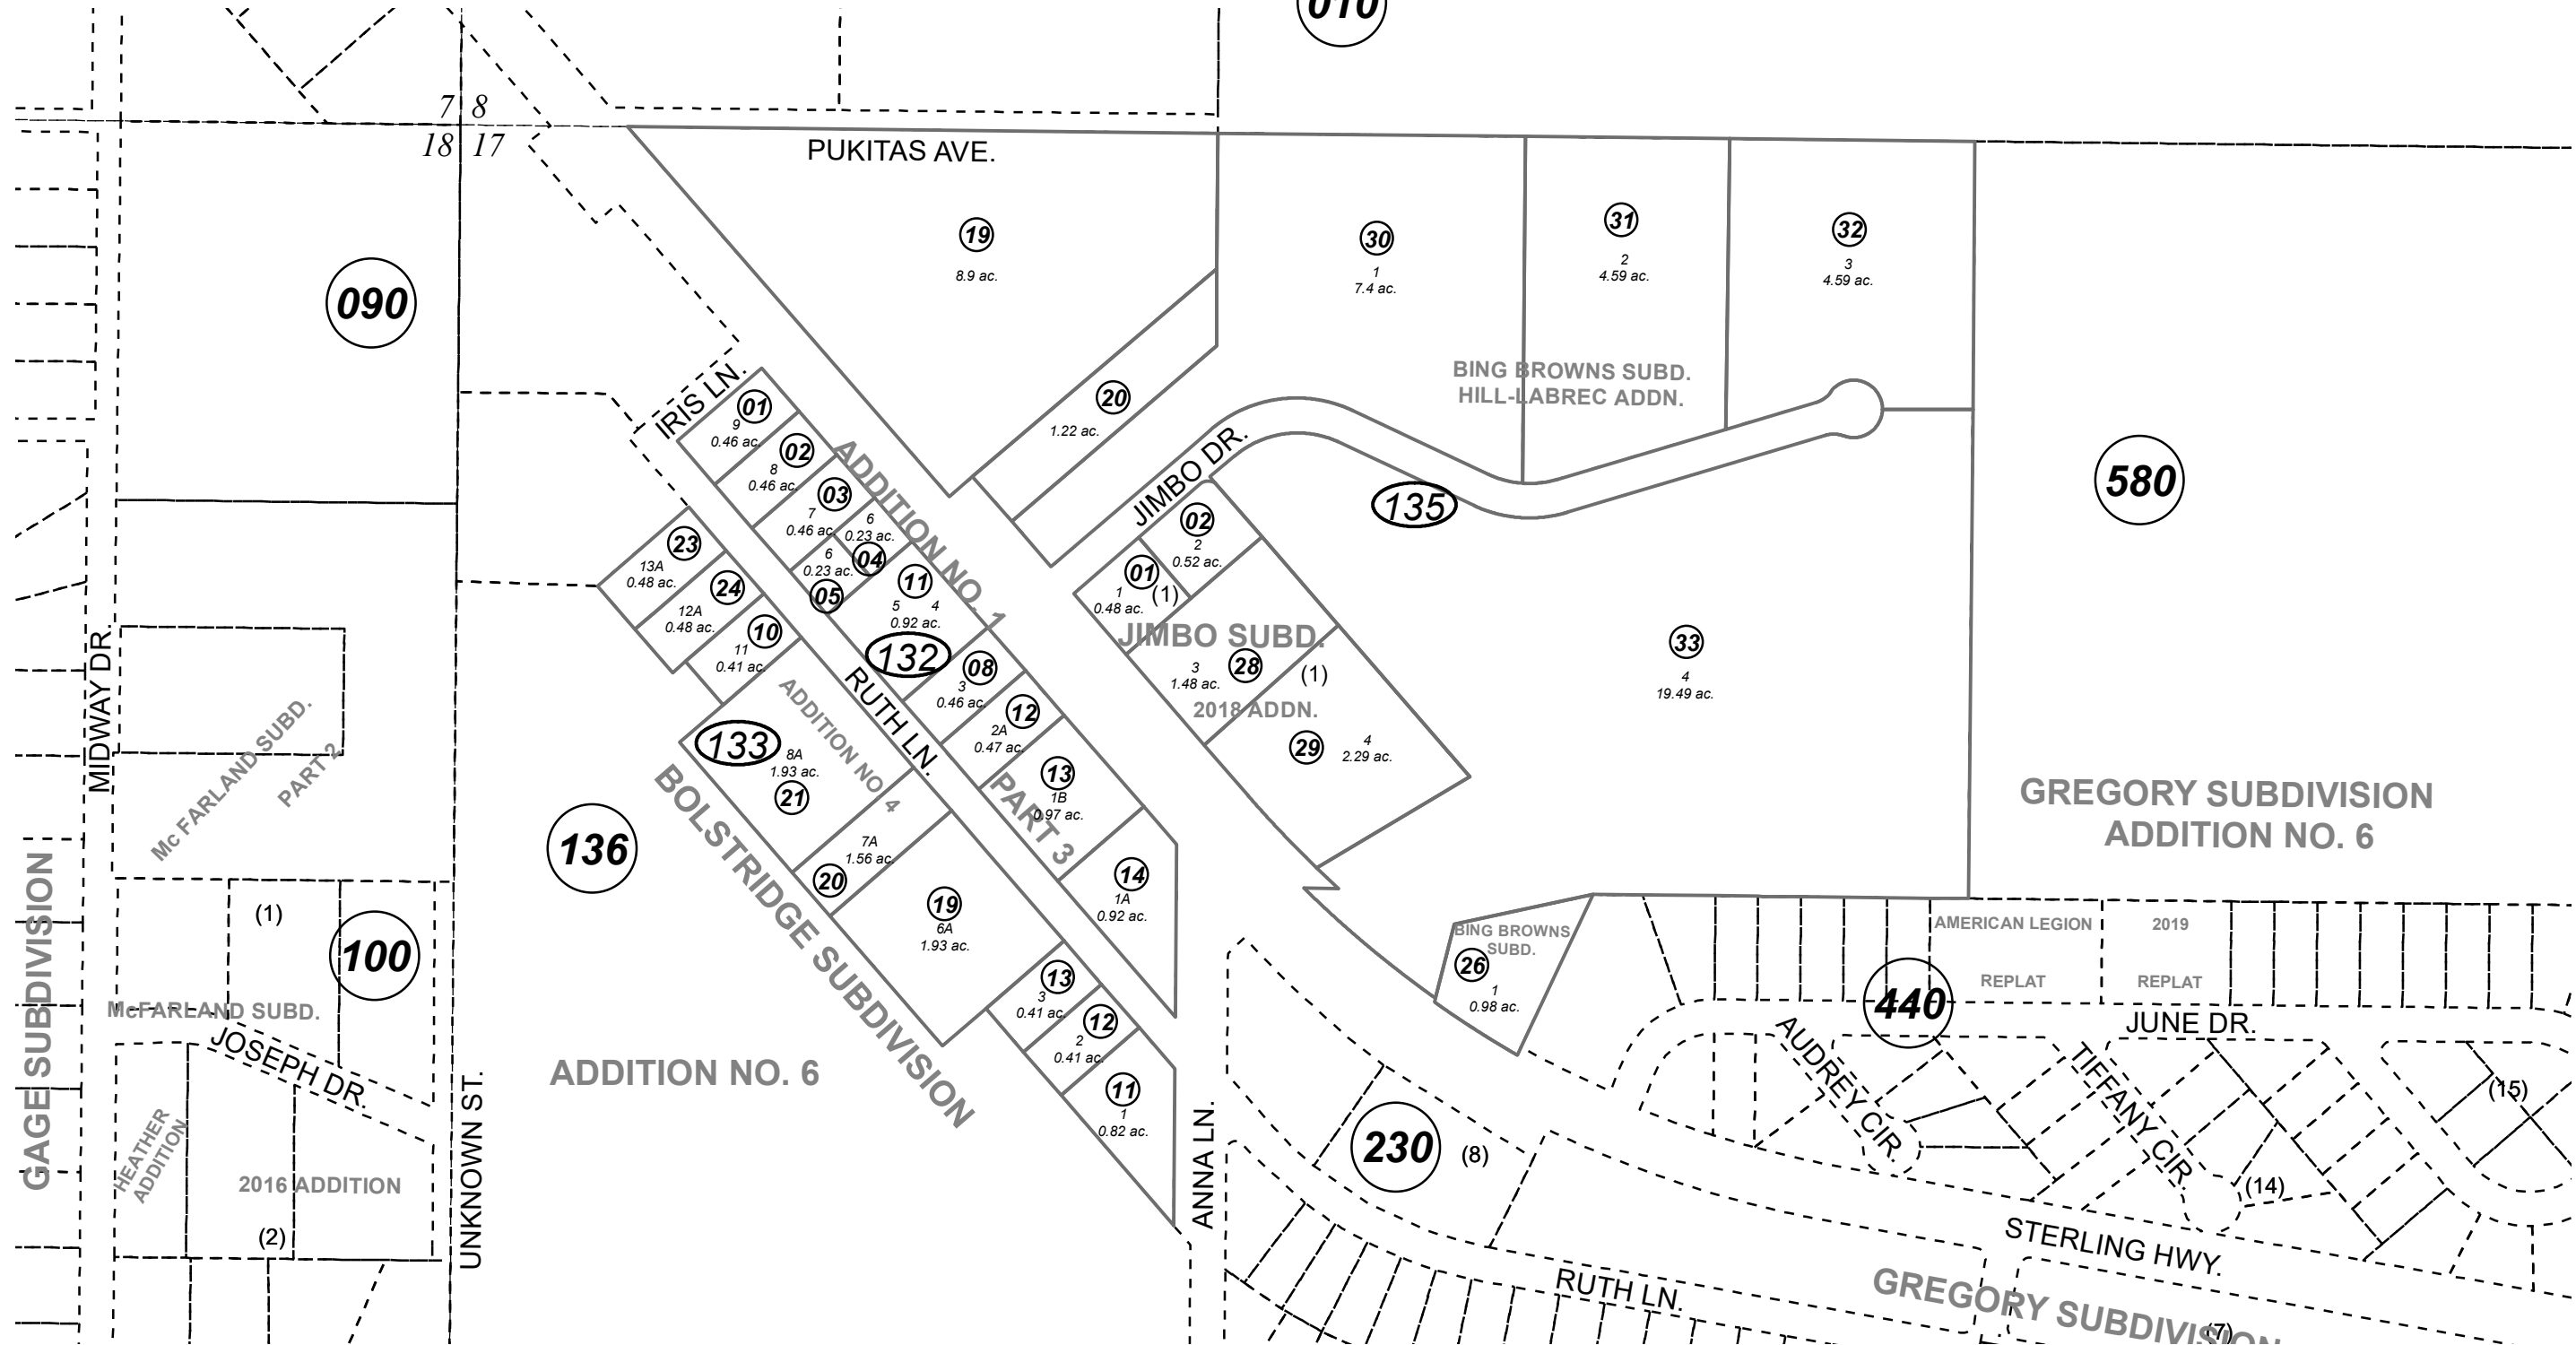 010
7 8
18 17
PUKITAS AVE.
090
19
8.9 ac.
30
1
7.4 ac.
31
2
4.59 ac.
32
3
4.59 ac.
20
1.22 ac.
BING BROWNS SUBD.
HILL-LABREC ADDN.
IRIS LN.
01
9
0.46 ac.
02
8
0.46 ac.
03
7
0.46 ac.
6
0.23 ac.
04
6
0.23 ac.
05
11
5 4
0.92 ac.
ADDITION NO. 1
132
08
3
0.46 ac.
12
2A
0.47 ac.
13
1B
0.97 ac.
14
1A
0.92 ac.
PART 3
RUTH LN.
JIMBO DR.
135
580
02
2
0.52 ac.
01
1
0.48 ac.
(1)
JIMBO SUBD.
3
1.48 ac.
28
(1)
2018 ADDN.
29
4
2.29 ac.
33
4
19.49 ac.
23
13A
0.48 ac.
24
12A
0.48 ac.
10
11
0.41 ac.
ADDITION NO 4
133
8A
1.93 ac.
21
7A
1.56 ac.
20
19
6A
1.93 ac.
13
3
0.41 ac.
12
2
0.41 ac.
11
1
0.82 ac.
BOLSTRIDGE SUBDIVISION
136
ADDITION NO. 6
MIDWAY DR.
Mc FARLAND SUBD.
PART 2
GAGE SUBDIVISION
(1)
100
McFARLAND SUBD.
JOSEPH DR.
HEATHER
ADDITION
2016 ADDITION
(2)
UNKNOWN ST.
ANNA LN.
GREGORY SUBDIVISION
ADDITION NO. 6
BING BROWNS
SUBD.
26
1
0.98 ac.
AMERICAN LEGION
REPLAT
2019
REPLAT
440
JUNE DR.
AUDREY CIR.
TIFFANY CIR.
(15)
(14)
230
(8)
STERLING HWY.
RUTH LN.
GREGORY SUBDIVISION
(7)